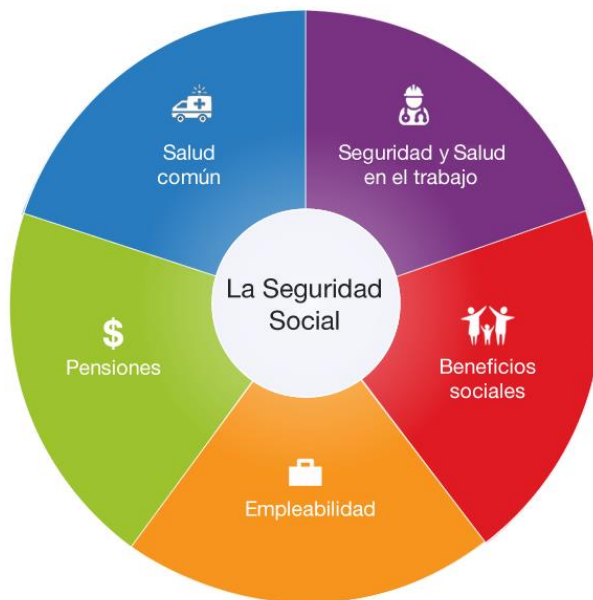 Salud
común
Seguridad y Salud
en el trabajo
La Seguridad
Social
$
Pensiones
Beneficios
sociales
Empleabilidad